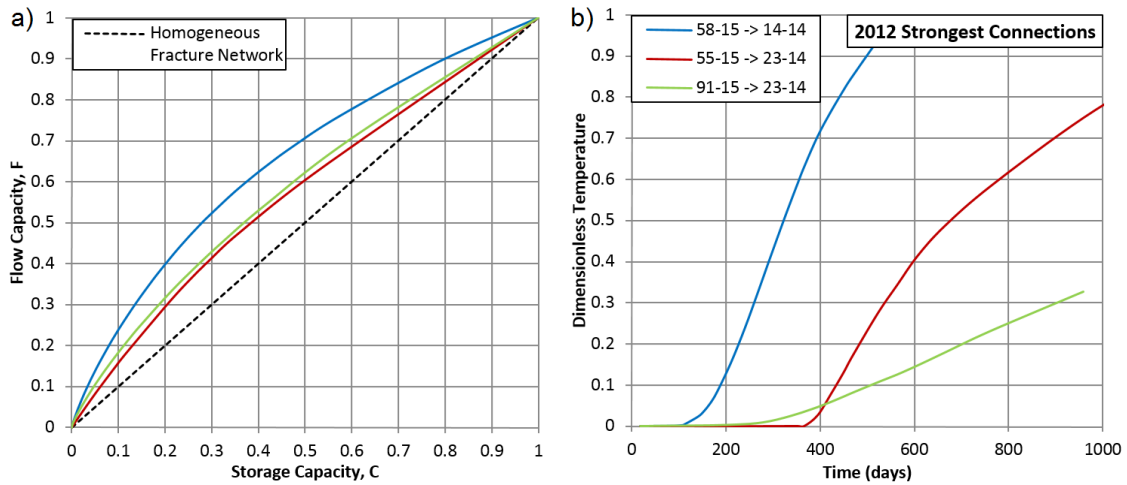 a)
Homogeneous
Fracture Network
1
0.9
0.8
0.7
0.6
0.5
0.4
0.3
0.2
0.1
0
Flow Capacity, F
0 0.1 0.2 0.3 0.4 0.5 0.6 0.7 0.8 0.9 1
Storage Capacity, C
b)
58-15 -> 14-14
55-15 -> 23-14
91-15 -> 23-14
2012 Strongest Connections
1
0.9
0.8
0.7
0.6
0.5
0.4
0.3
0.2
0.1
0
Dimensionless Temperature
0 200 400 600 800 1000
Time (days)